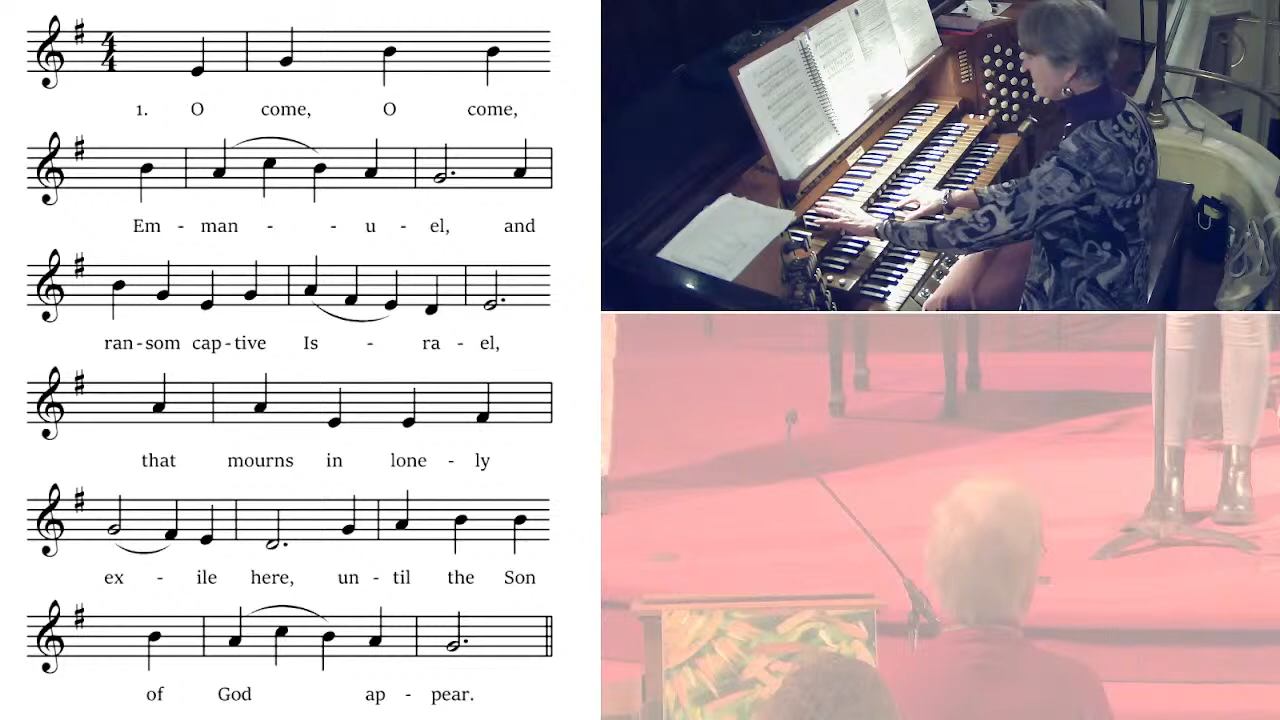 1. O come, O come,
Em - man - - u - el, and
ran - som cap - tive Is - ra - el,
that mourns in lone - ly
ex - ile here, un - til the Son
of God ap - pear.